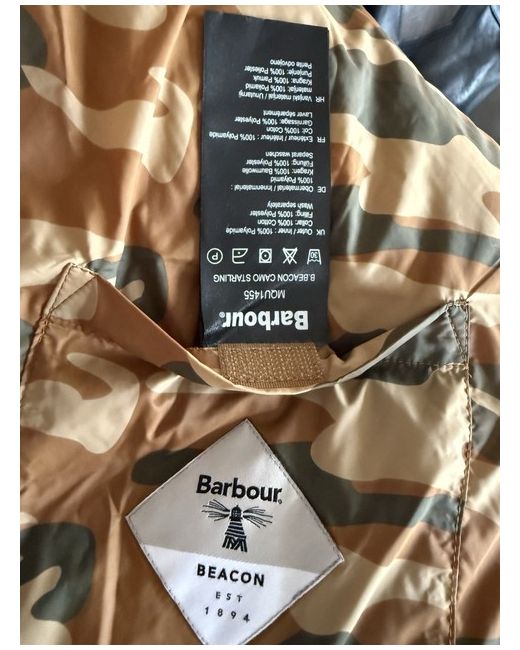 Barbour.
MQU1455
B.BEACON CAMO STARLING
30
P
UK Outer / Inner: 100% Polyamide
Collar: 100% Cotton
Filling: 100% Polyester
Wash separately
DE Obermaterial / Innenmaterial :
100% Polyamid
Kragen: 100% Baumwolle
Füllung: 100% Polyester
Separat waschen
FR Extérieur / Intérieur : 100% Polyamide
Col: 100% Coton
Garnissage: 100% Polyester
Laver séparément
HR Vanjski materijal / Unutarnji
materijal: 100% Poliamid
Kragna: 100% Pamuk
Punjenje: 100% Poliester
Perite odvojeno
Barbour.
BEACON
EST
1894